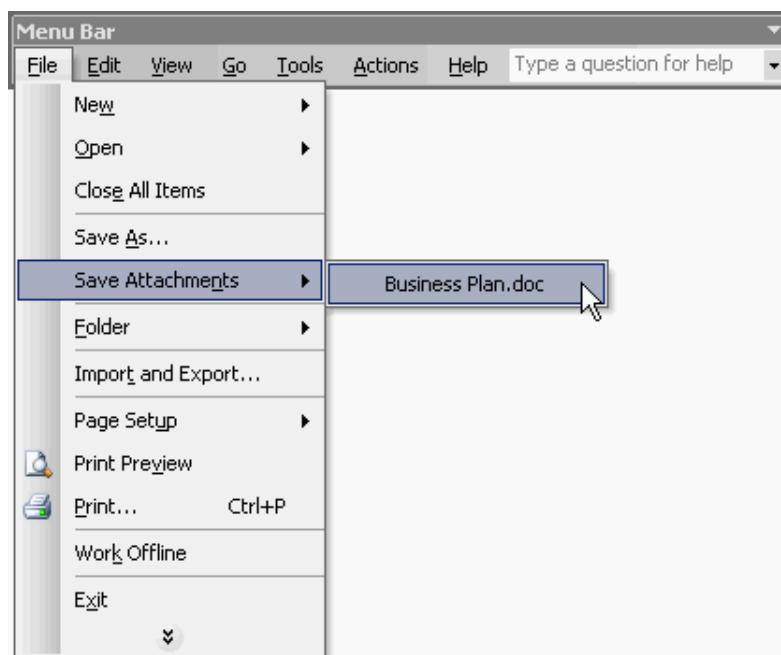 Menu Bar
File Edit View Go Tools Actions Help Type a question for help
New
Open
Close All Items
Save As...
Save Attachments Business Plan.doc
Folder
Import and Export...
Page Setup
Print Preview
Print... Ctrl+P
Work Offline
Exit